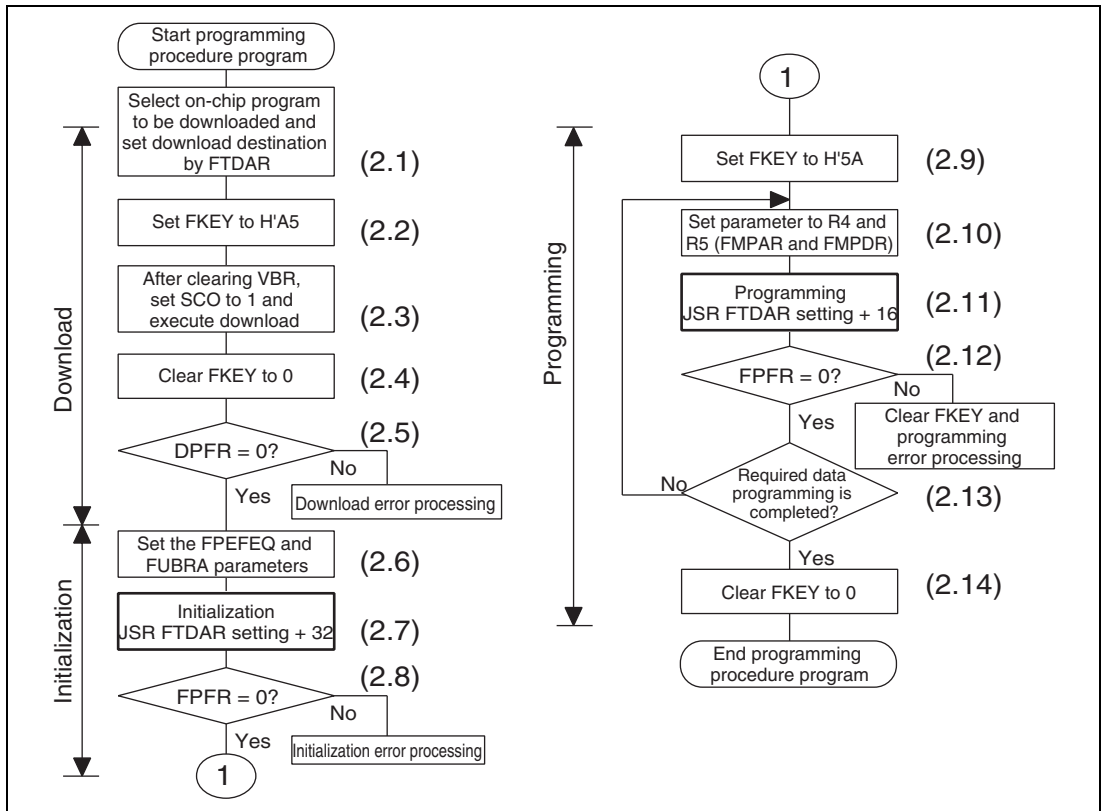 Start programming
procedure program
Select on-chip program
to be downloaded and
set download destination
by FTDAR
(2.1)
Set FKEY to H'A5
(2.2)
After clearing VBR,
set SCO to 1 and
execute download
(2.3)
Clear FKEY to 0
(2.4)
DPFR = 0?
(2.5)
No
Yes
Download error processing
Download
Set the FPEFEQ and
FUBRA parameters
(2.6)
Initialization
JSR FTDAR setting + 32
(2.7)
FPFR = 0?
(2.8)
No
Yes
Initialization error processing
Initialization
1
1
Set FKEY to H'5A
(2.9)
Set parameter to R4 and
R5 (FMPAR and FMPDR)
(2.10)
Programming
JSR FTDAR setting + 16
(2.11)
FPFR = 0?
(2.12)
No
Yes
Clear FKEY and
programming
error processing
Required data
programming is
completed?
(2.13)
No
Yes
Clear FKEY to 0
(2.14)
Programming
End programming
procedure program